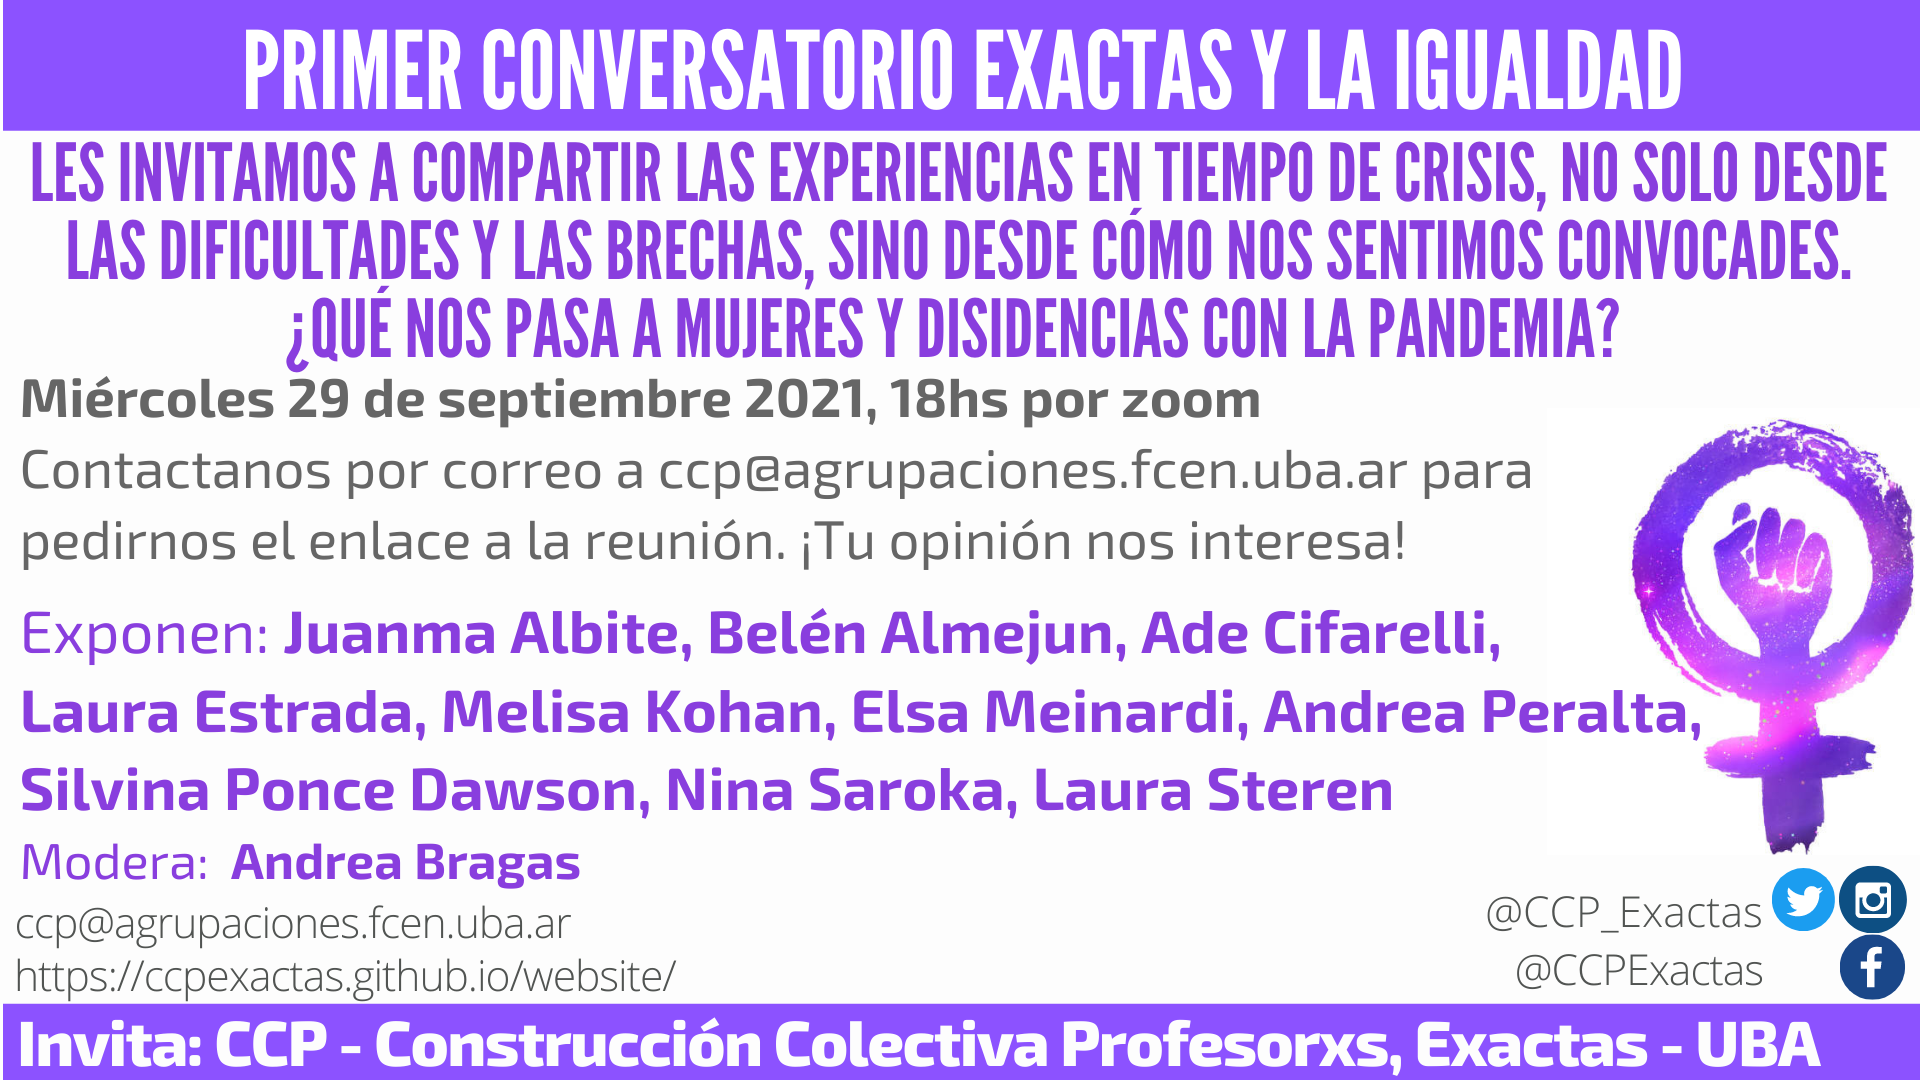 PRIMER CONVERSATORIO EXACTAS Y LA IGUALDAD
LES INVITAMOS A COMPARTIR LAS EXPERIENCIAS EN TIEMPO DE CRISIS, NO SOLO DESDE
LAS DIFICULTADES Y LAS BRECHAS, SINO DESDE CÓMO NOS SENTIMOS CONVOCADES.
¿QUÉ NOS PASA A MUJERES Y DISIDENCIAS CON LA PANDEMIA?
Miércoles 29 de septiembre 2021, 18hs por zoom
Contactanos por correo a ccp@agrupaciones.fcen.uba.ar para
pedirnos el enlace a la reunión. ¡Tu opinión nos interesa!
Exponen: Juanma Albite, Belén Almejun, Ade Cifarelli,
Laura Estrada, Melisa Kohan, Elsa Meinardi, Andrea Peralta,
Silvina Ponce Dawson, Nina Saroka, Laura Steren
Modera: Andrea Bragas
ccp@agrupaciones.fcen.uba.ar
https://ccpexactas.github.io/website/
@CCP_Exactas
@CCPExactas
Invita: CCP - Construcción Colectiva Profesorxs, Exactas - UBA